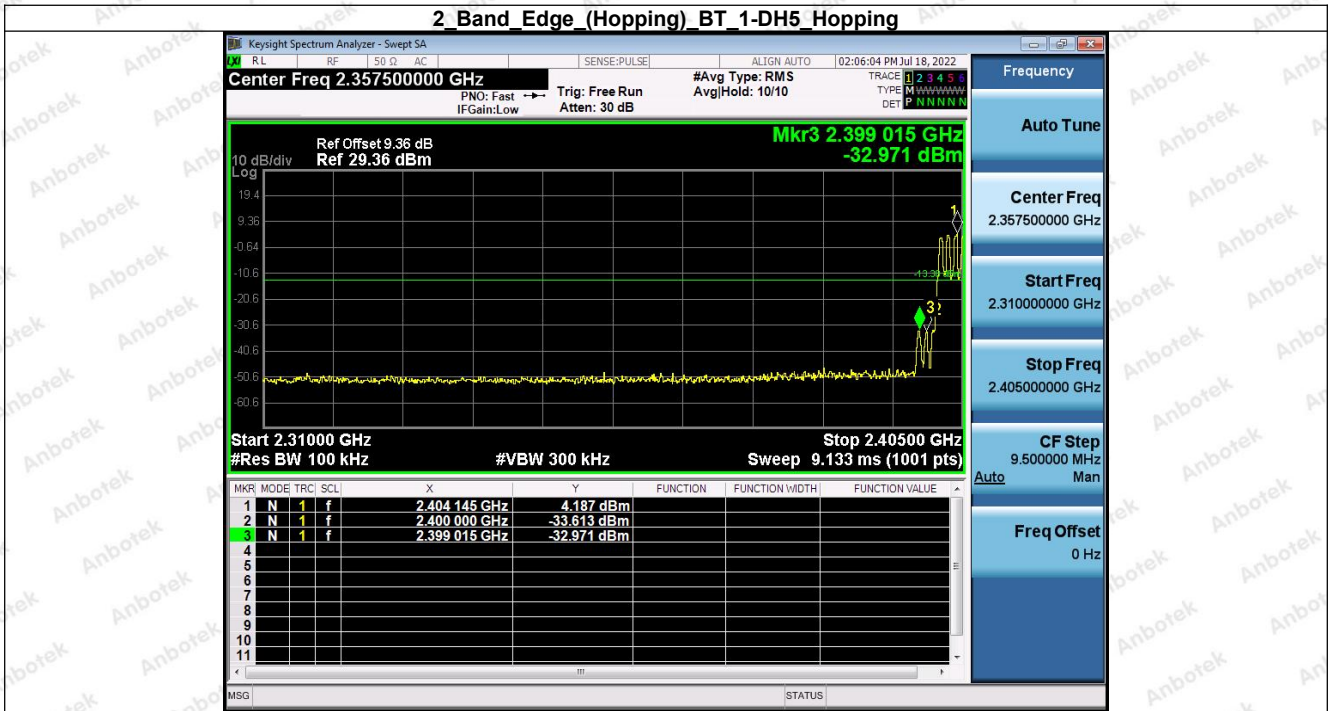 2_Band_Edge_(Hopping)_BT_1-DH5_Hopping
Keysight Spectrum Analyzer - Swept SA
LXI RL RF 50 Ω AC SENSE:PULSE ALIGN AUTO 02:06:04 PM Jul 18, 2022
Center Freq 2.357500000 GHz
PNO: Fast
IFGain:Low
Trig: Free Run
Atten: 30 dB
#Avg Type: RMS
Avg|Hold: 10/10
TRACE 1 2 3 4 5 6
TYPE M WWWWW
DET P N N N N N
Mkr3 2.399 015 GHz
-32.971 dBm
Ref Offset 9.36 dB
10 dB/div Ref 29.36 dBm
Log
19.4
9.36
-0.64
-10.6
-20.6
-30.6
-40.6
-50.6
-60.6
1
3
2
Start 2.31000 GHz Stop 2.40500 GHz
#Res BW 100 kHz #VBW 300 kHz Sweep 9.133 ms (1001 pts)
MKR MODE TRC SCL X Y FUNCTION FUNCTION WIDTH FUNCTION VALUE
1 N 1 f 2.404 145 GHz 4.187 dBm
2 N 1 f 2.400 000 GHz -33.613 dBm
3 N 1 f 2.399 015 GHz -32.971 dBm
4
5
6
7
8
9
10
11
MSG STATUS
Frequency
Auto Tune
Center Freq
2.357500000 GHz
Start Freq
2.310000000 GHz
Stop Freq
2.405000000 GHz
CF Step
9.500000 MHz
Auto Man
Freq Offset
0 Hz
Anbotek